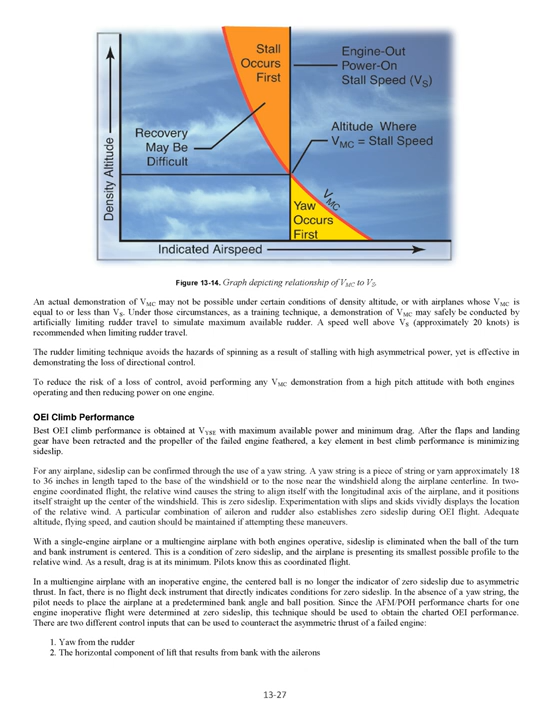 Stall
Occurs
First
Engine-Out
Power-On
Stall Speed (VS)
Altitude Where
VMC = Stall Speed
Recovery
May Be
Difficult
Density Altitude
VMC
Yaw
Occurs
First
Indicated Airspeed
Figure 13-14. Graph depicting relationship of VMC to VS.
An actual demonstration of VMC may not be possible under certain conditions of density altitude, or with airplanes whose VMC is
equal to or less than VS. Under those circumstances, as a training technique, a demonstration of VMC may safely be conducted by
artificially limiting rudder travel to simulate maximum available rudder. A speed well above VS (approximately 20 knots) is
recommended when limiting rudder travel.
The rudder limiting technique avoids the hazards of spinning as a result of stalling with high asymmetrical power, yet is effective in
demonstrating the loss of directional control.
To reduce the risk of a loss of control, avoid performing any VMC demonstration from a high pitch attitude with both engines
operating and then reducing power on one engine.
OEI Climb Performance
Best OEI climb performance is obtained at VYSE with maximum available power and minimum drag. After the flaps and landing
gear have been retracted and the propeller of the failed engine feathered, a key element in best climb performance is minimizing
sideslip.
For any airplane, sideslip can be confirmed through the use of a yaw string. A yaw string is a piece of string or yarn approximately 18
to 36 inches in length taped to the base of the windshield or to the nose near the windshield along the airplane centerline. In two-
engine coordinated flight, the relative wind causes the string to align itself with the longitudinal axis of the airplane, and it positions
itself straight up the center of the windshield. This is zero sideslip. Experimentation with slips and skids vividly displays the location
of the relative wind. A particular combination of aileron and rudder also establishes zero sideslip during OEI flight. Adequate
altitude, flying speed, and caution should be maintained if attempting these maneuvers.
With a single-engine airplane or a multiengine airplane with both engines operative, sideslip is eliminated when the ball of the turn
and bank instrument is centered. This is a condition of zero sideslip, and the airplane is presenting its smallest possible profile to the
relative wind. As a result, drag is at its minimum. Pilots know this as coordinated flight.
In a multiengine airplane with an inoperative engine, the centered ball is no longer the indicator of zero sideslip due to asymmetric
thrust. In fact, there is no flight deck instrument that directly indicates conditions for zero sideslip. In the absence of a yaw string, the
pilot needs to place the airplane at a predetermined bank angle and ball position. Since the AFM/POH performance charts for one
engine inoperative flight were determined at zero sideslip, this technique should be used to obtain the charted OEI performance.
There are two different control inputs that can be used to counteract the asymmetric thrust of a failed engine:
1. Yaw from the rudder
2. The horizontal component of lift that results from bank with the ailerons
13-27